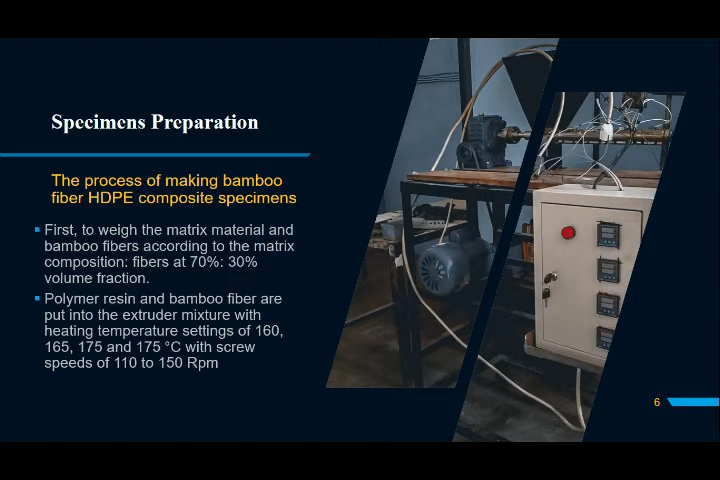 Specimens Preparation
The process of making bamboo
fiber HDPE composite specimens
First, to weigh the matrix material and
bamboo fibers according to the matrix
composition: fibers at 70%: 30%
volume fraction.
Polymer resin and bamboo fiber are
put into the extruder mixture with
heating temperature settings of 160,
165, 175 and 175 °C with screw
speeds of 110 to 150 Rpm
6